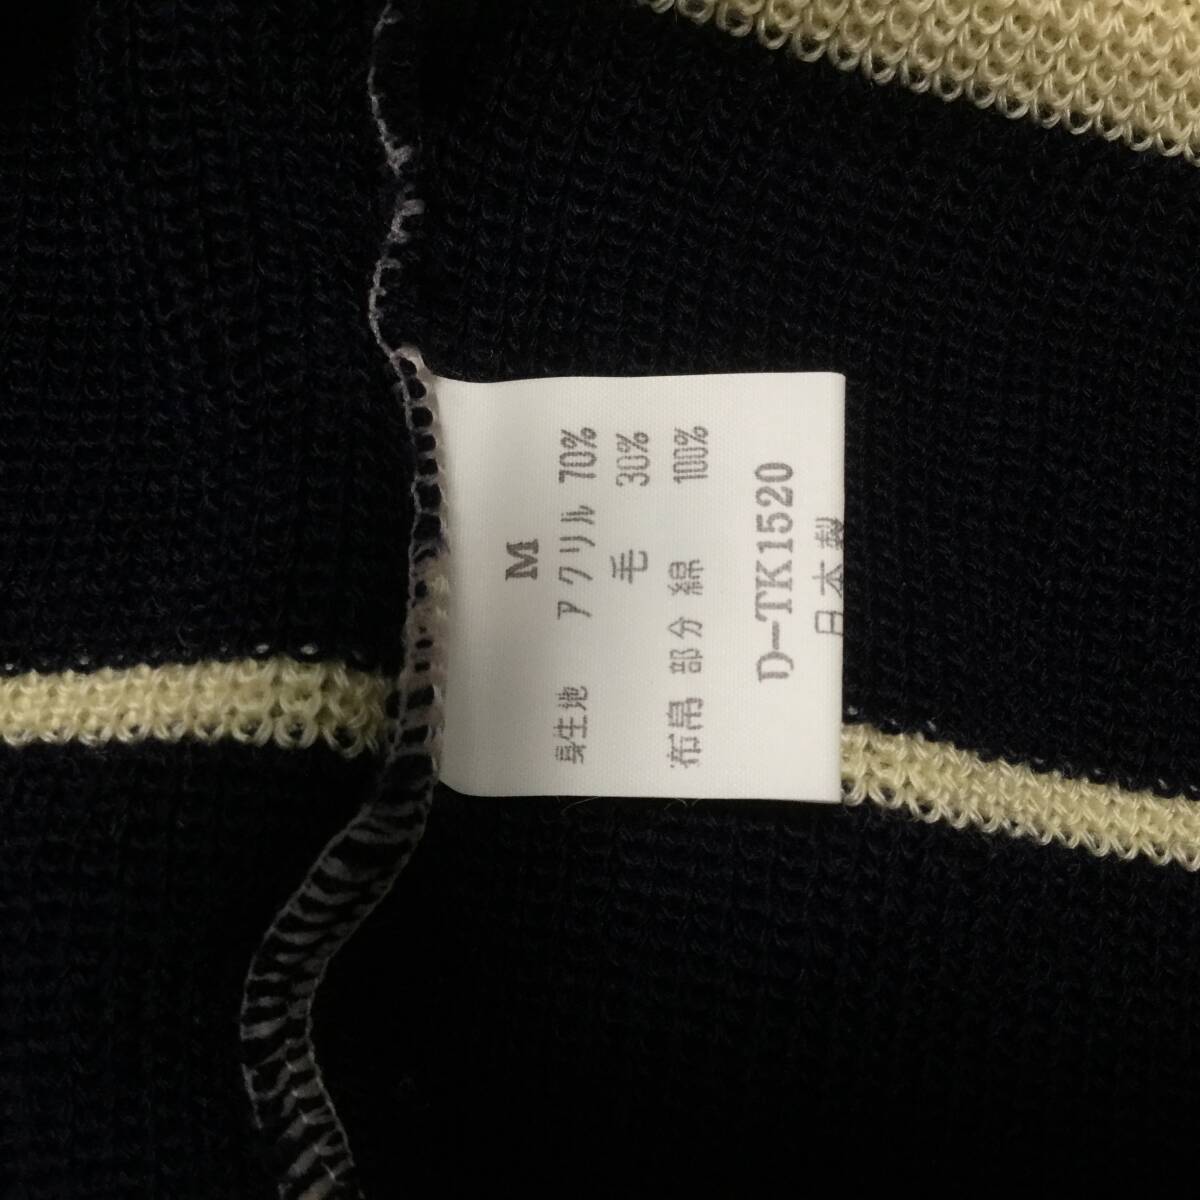 M
身生地 アクリル 70%
毛 30%
布帛部分 綿 100%
D-TK1520
日本製